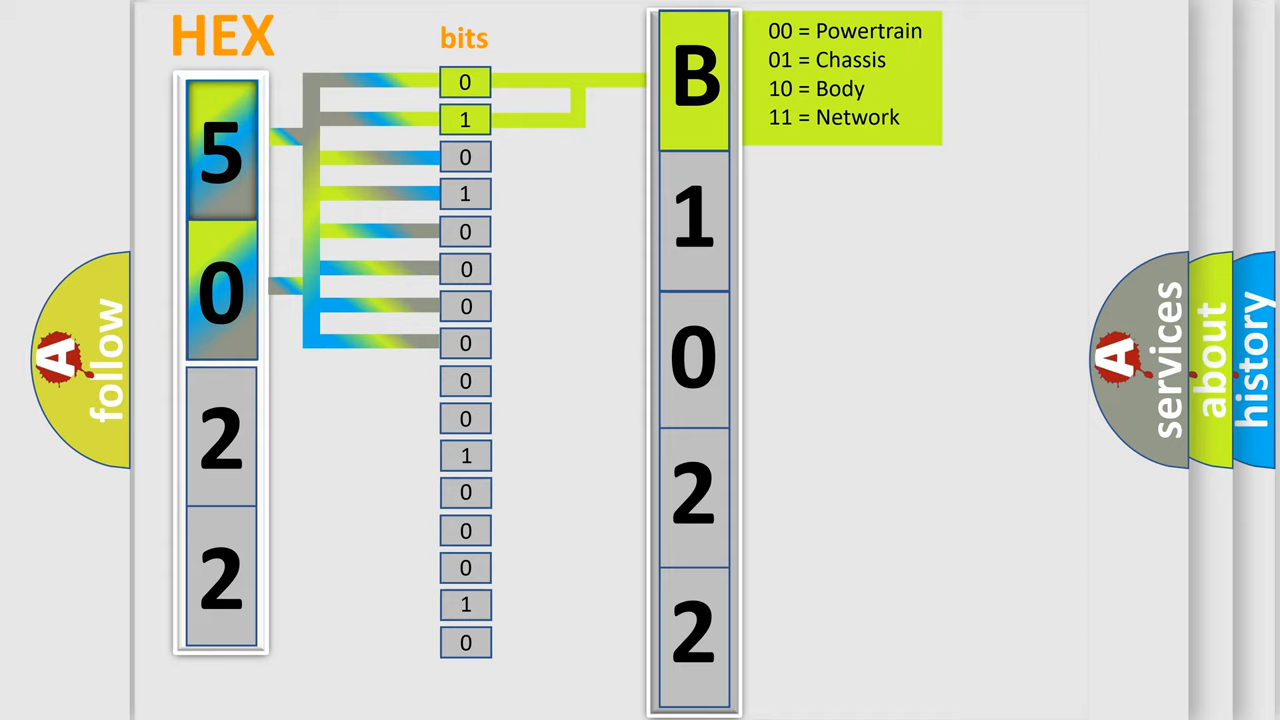 HEX
bits
5
0
2
2
0
1
0
1
0
0
0
0
0
0
1
0
0
0
1
0
B
1
0
2
2
00 = Powertrain
01 = Chassis
10 = Body
11 = Network
A
follow
A
services
about
history